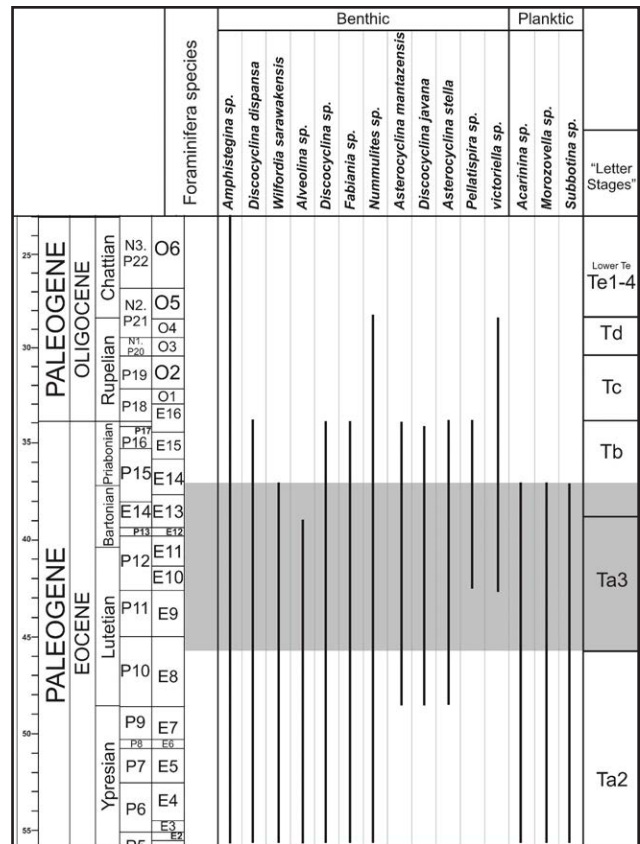 Benthic
Planktic
Foraminifera species
Amphistegina sp.
Discocyclina dispansa
Wilfordia sarawakensis
Alveolina sp.
Discocyclina sp.
Fabiania sp.
Nummulites sp.
Asterocyclina mantazensis
Discocyclina javana
Asterocyclina stella
Pellatispira sp.
victoriella sp.
Acarinina sp.
Morozovella sp.
Subbotina sp.
"Letter
Stages"
25
30
35
40
45
50
55
PALEOGENE
PALEOGENE
OLIGOCENE
EOCENE
Chattian
Rupelian
Priabonian
Bartonian
Lutetian
Ypresian
N3.
P22
N2.
P21
N1.
P20
P19
P18
P17
P16
P15
E14
P13
P12
P11
P10
P9
P8
P7
P6
P5
O6
O5
O4
O3
O2
O1
E16
E15
E14
E13
E12
E11
E10
E9
E8
E7
E6
E5
E4
E3
E2
Lower Te
Te1-4
Td
Tc
Tb
Ta3
Ta2